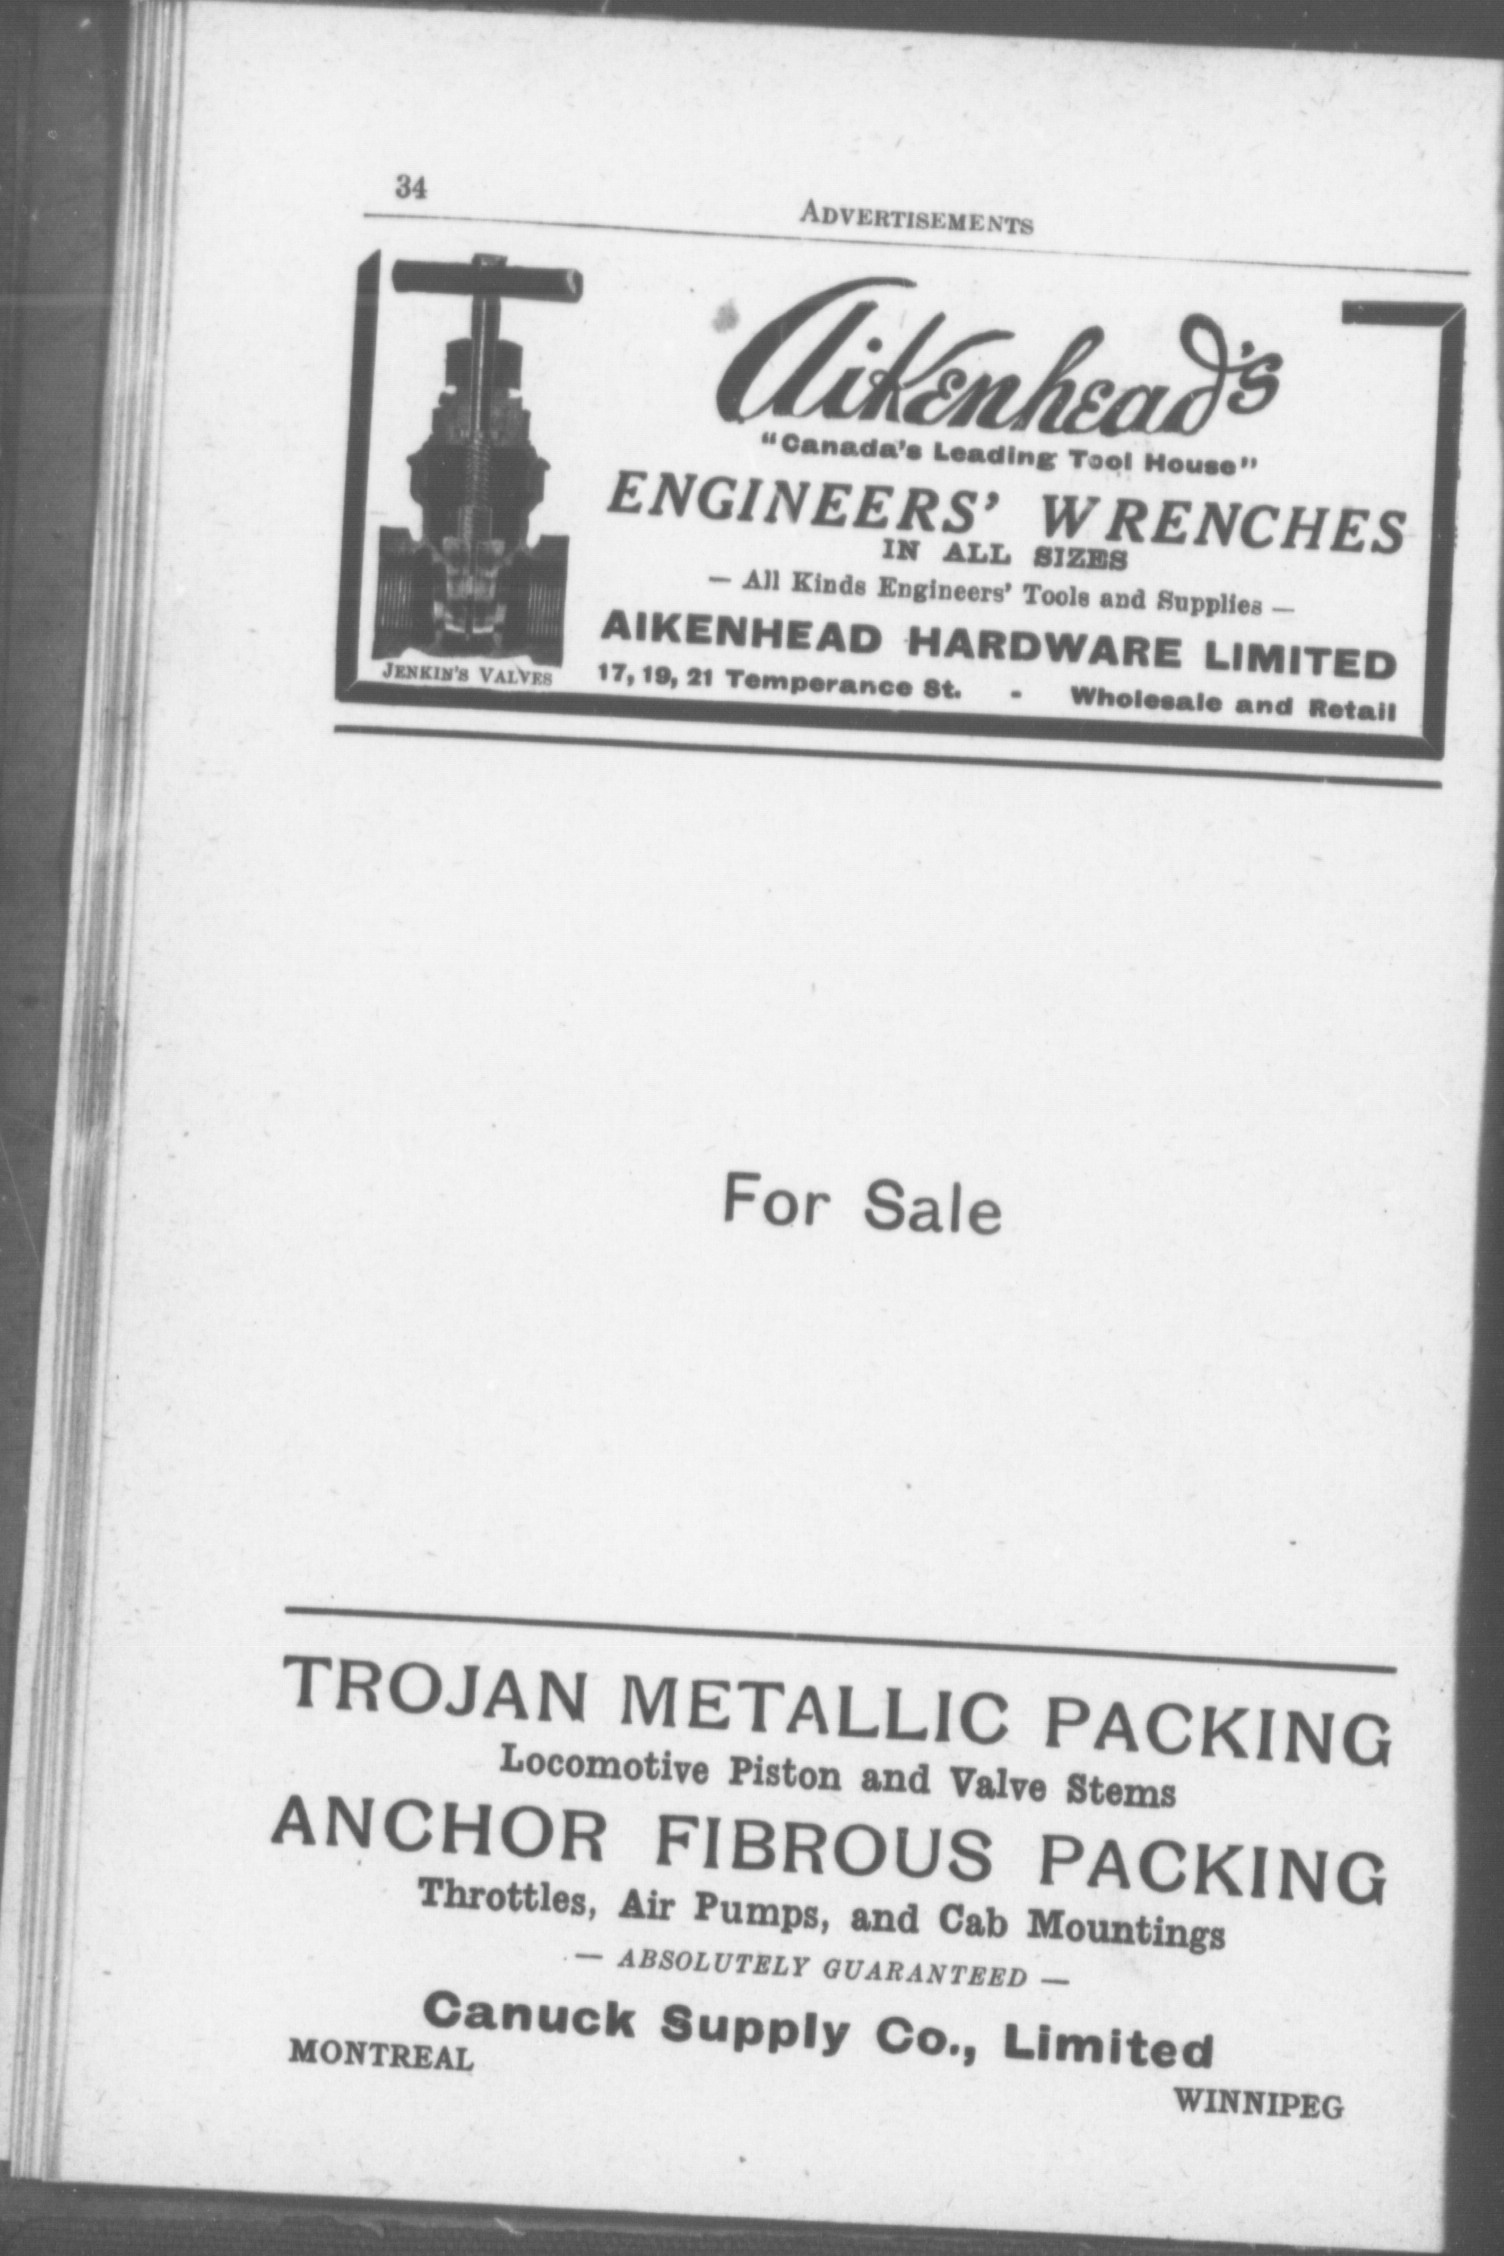 34
ADVERTISEMENTS
Aikenhead's
"Canada's Leading Tool House"
ENGINEERS' WRENCHES
IN ALL SIZES
— All Kinds Engineers' Tools and Supplies —
AIKENHEAD HARDWARE LIMITED
JENKIN'S VALVES
17, 19, 21 Temperance St. - Wholesale and Retail
For Sale
TROJAN METALLIC PACKING
Locomotive Piston and Valve Stems
ANCHOR FIBROUS PACKING
Throttles, Air Pumps, and Cab Mountings
— ABSOLUTELY GUARANTEED —
Canuck Supply Co., Limited
MONTREAL
WINNIPEG